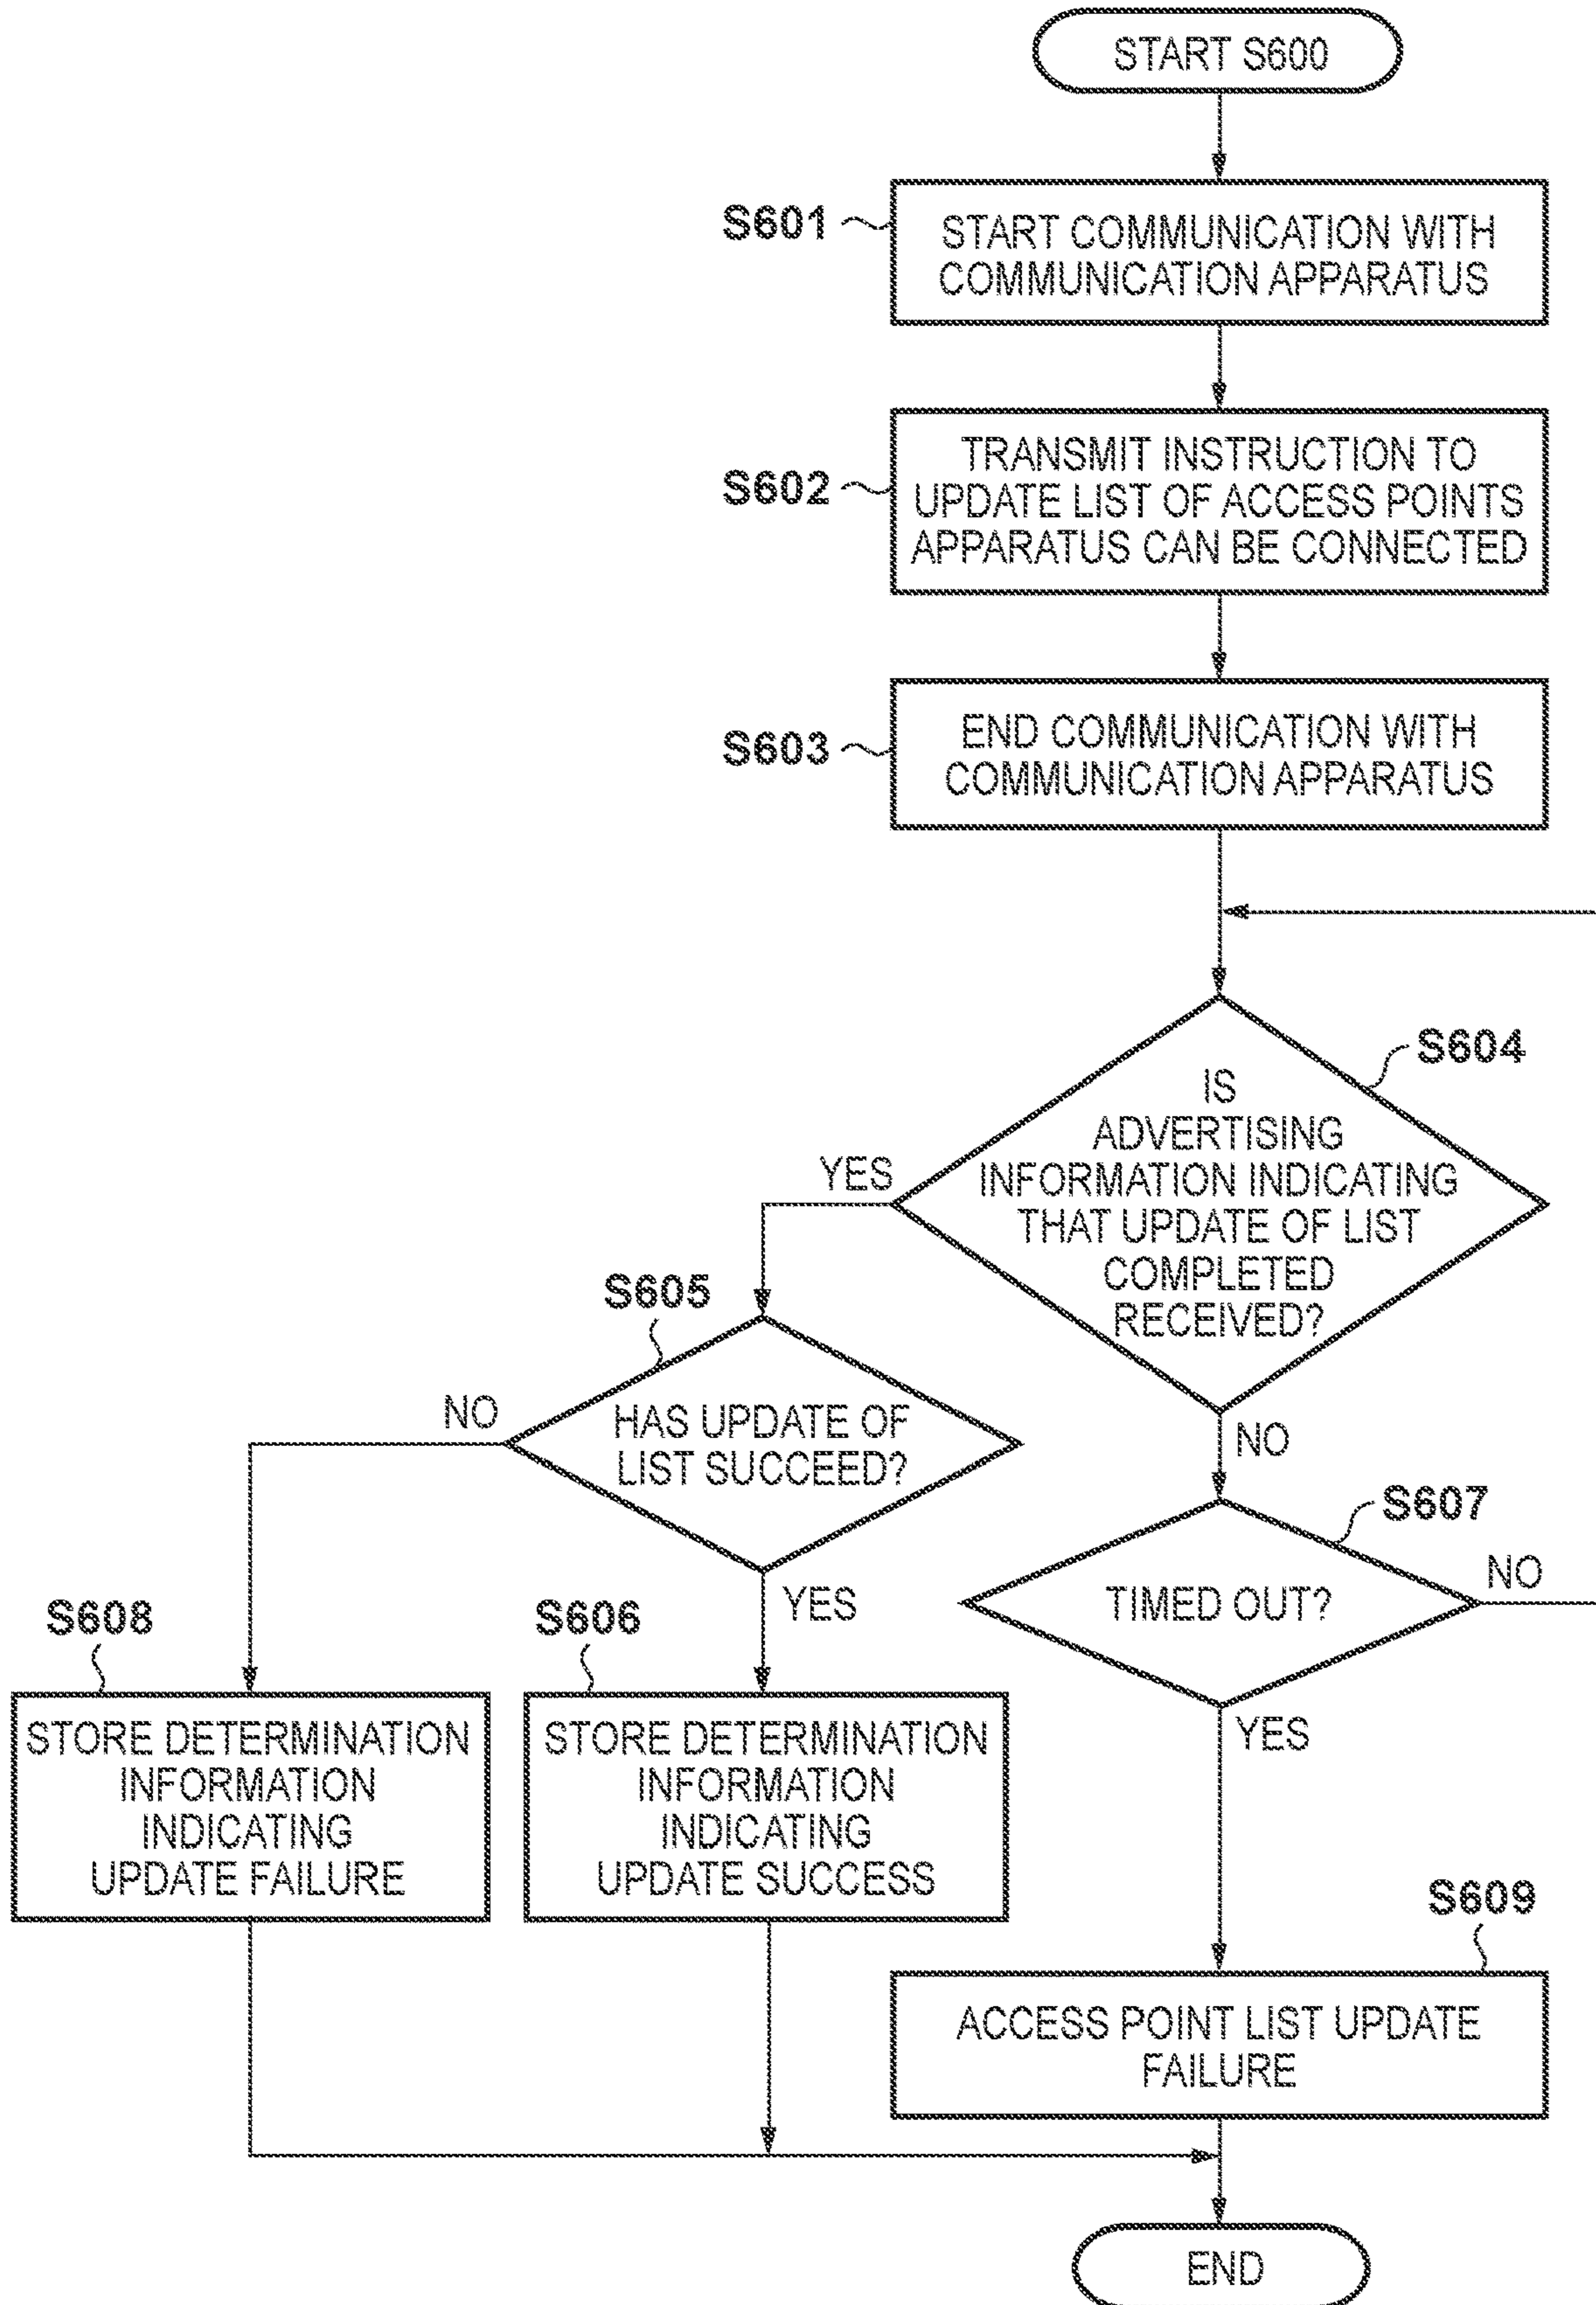 START S600
S601
START COMMUNICATION WITH
COMMUNICATION APPARATUS
S602
TRANSMIT INSTRUCTION TO
UPDATE LIST OF ACCESS POINTS
APPARATUS CAN BE CONNECTED
S603
END COMMUNICATION WITH
COMMUNICATION APPARATUS
S604
IS
ADVERTISING
INFORMATION INDICATING
THAT UPDATE OF LIST
COMPLETED
RECEIVED?
YES
NO
S605
HAS UPDATE OF
LIST SUCCEED?
NO
YES
S607
TIMED OUT?
NO
YES
S608
STORE DETERMINATION
INFORMATION
INDICATING
UPDATE FAILURE
S606
STORE DETERMINATION
INFORMATION
INDICATING
UPDATE SUCCESS
S609
ACCESS POINT LIST UPDATE
FAILURE
END